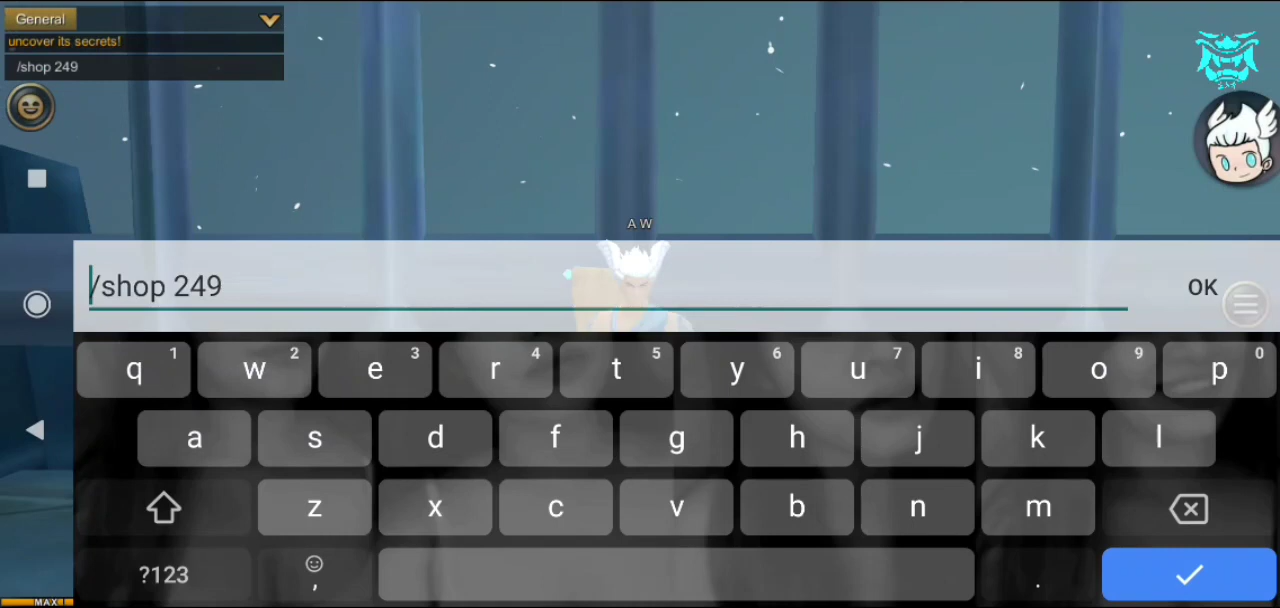 General
uncover its secrets!
/shop 249
A W
/shop 249
OK
q 1 w 2 e 3 r 4 t 5 y 6 u 7 i 8 o 9 p 0
a s d f g h j k l
z x c v b n m
?123 , .
MAX